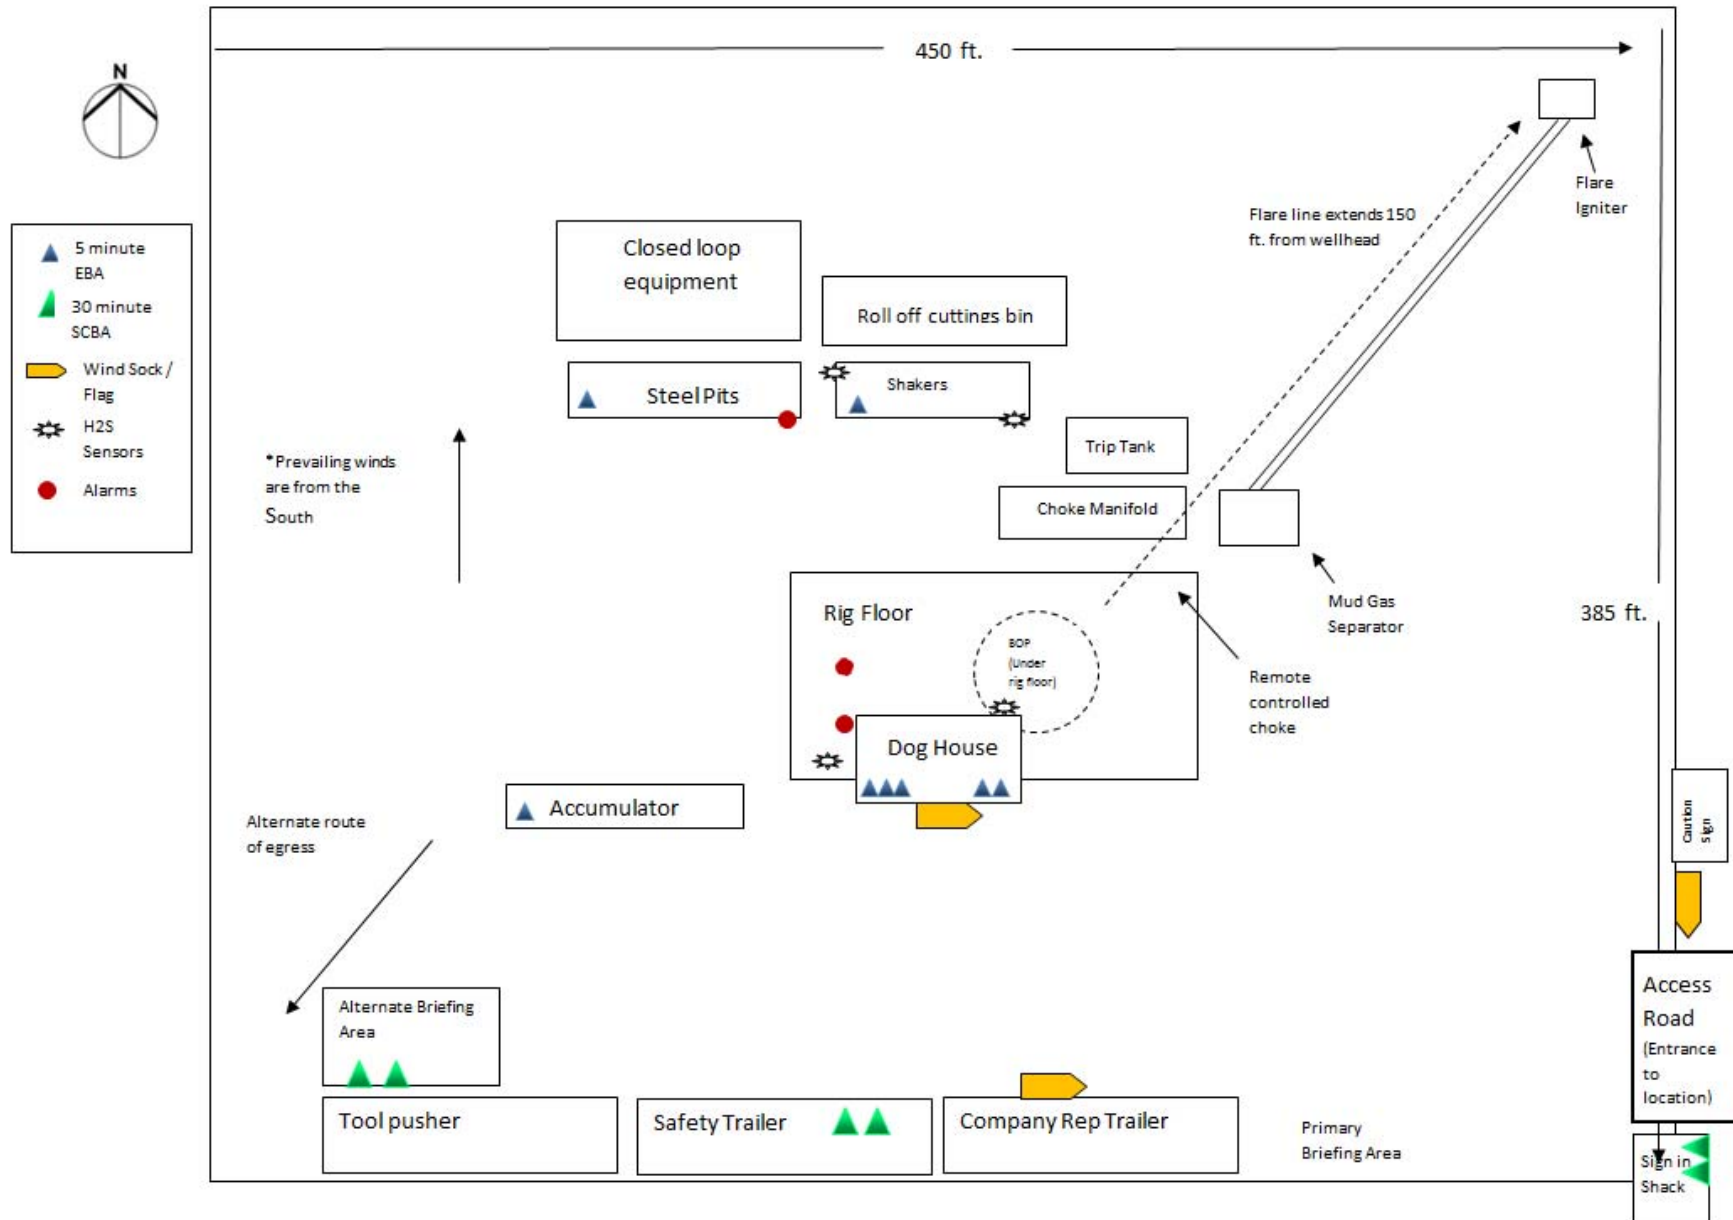 450 ft.
N
Flare
Igniter
Flare line extends 150
ft. from wellhead
5 minute
EBA
30 minute
SCBA
Wind Sock /
Flag
H2S
Sensors
Alarms
Closed loop
equipment
Roll off cuttings bin
Steel Pits
Shakers
Trip Tank
Choke Manifold
*Prevailing winds
are from the
South
Mud Gas
Separator
385 ft.
Rig Floor
BOP
(Under
rig floor)
Remote
controlled
choke
Dog House
Accumulator
Alternate route
of egress
Caution
Sign
Access
Road
(Entrance
to
location)
Alternate Briefing
Area
Tool pusher
Safety Trailer
Company Rep Trailer
Primary
Briefing Area
Sign in
Shack